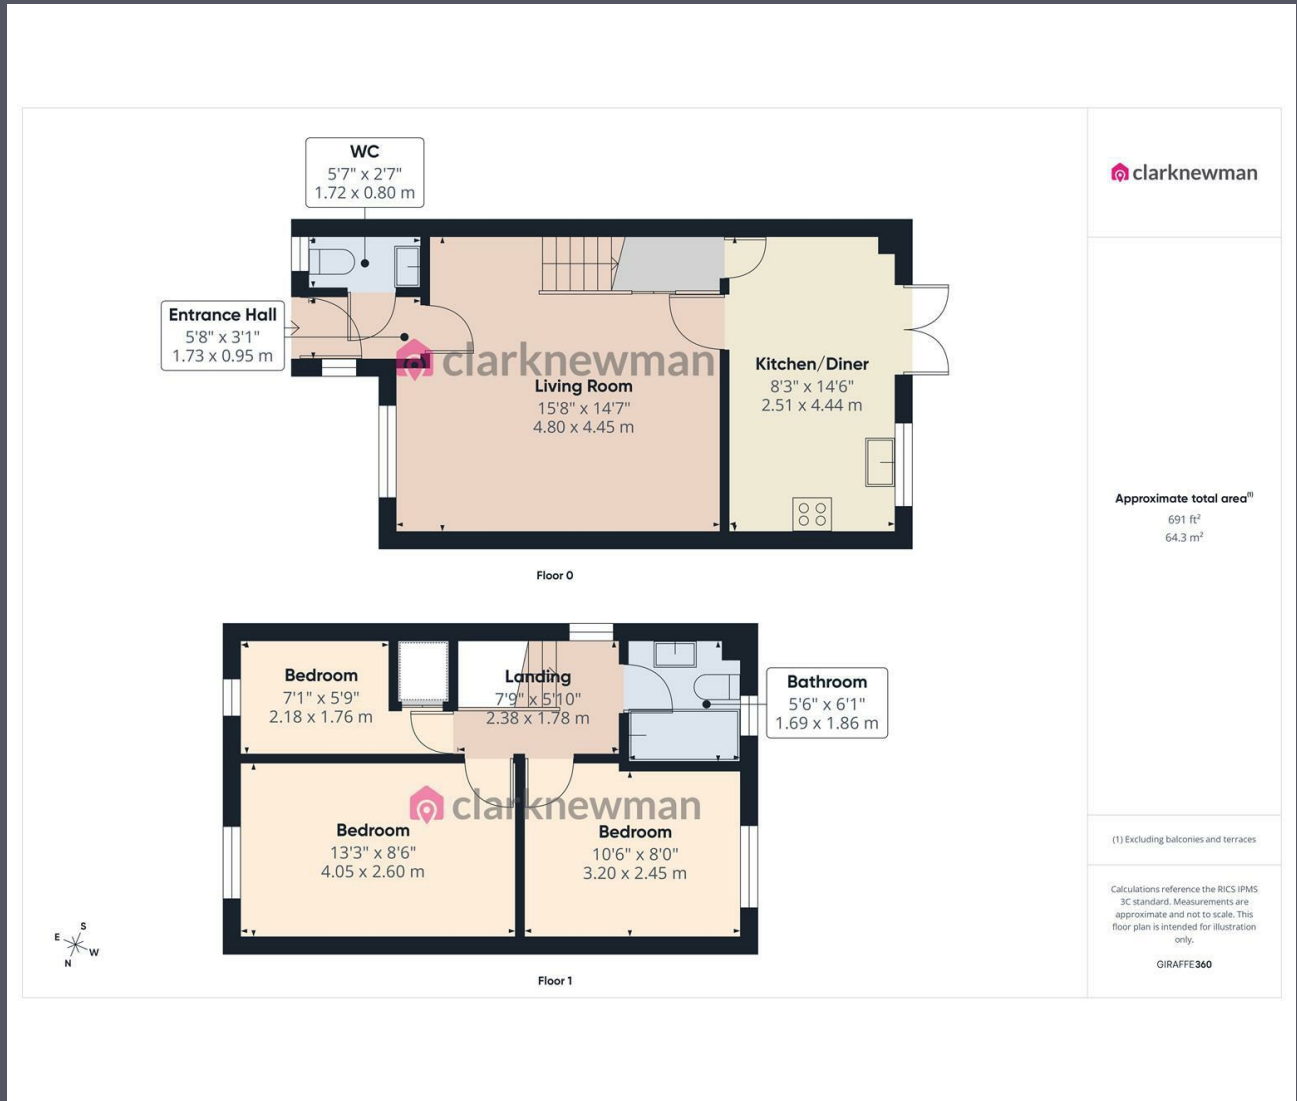 WC
5'7" x 2'7"
1.72 x 0.80 m
Entrance Hall
5'8" x 3'1"
1.73 x 0.95 m
clarknewman
Living Room
15'8" x 14'7"
4.80 x 4.45 m
Kitchen/Diner
8'3" x 14'6"
2.51 x 4.44 m
Floor 0
Bedroom
7'1" x 5'9"
2.18 x 1.76 m
Landing
7'9" x 5'10"
2.38 x 1.78 m
Bathroom
5'6" x 6'1"
1.69 x 1.86 m
clarknewman
Bedroom
13'3" x 8'6"
4.05 x 2.60 m
Bedroom
10'6" x 8'0"
3.20 x 2.45 m
Floor 1
S
E
W
N
clarknewman
Approximate total area⁽¹⁾
691 ft²
64.3 m²
(1) Excluding balconies and terraces
Calculations reference the RICS IPMS
3C standard. Measurements are
approximate and not to scale. This
floor plan is intended for illustration
only.
GIRAFFE360